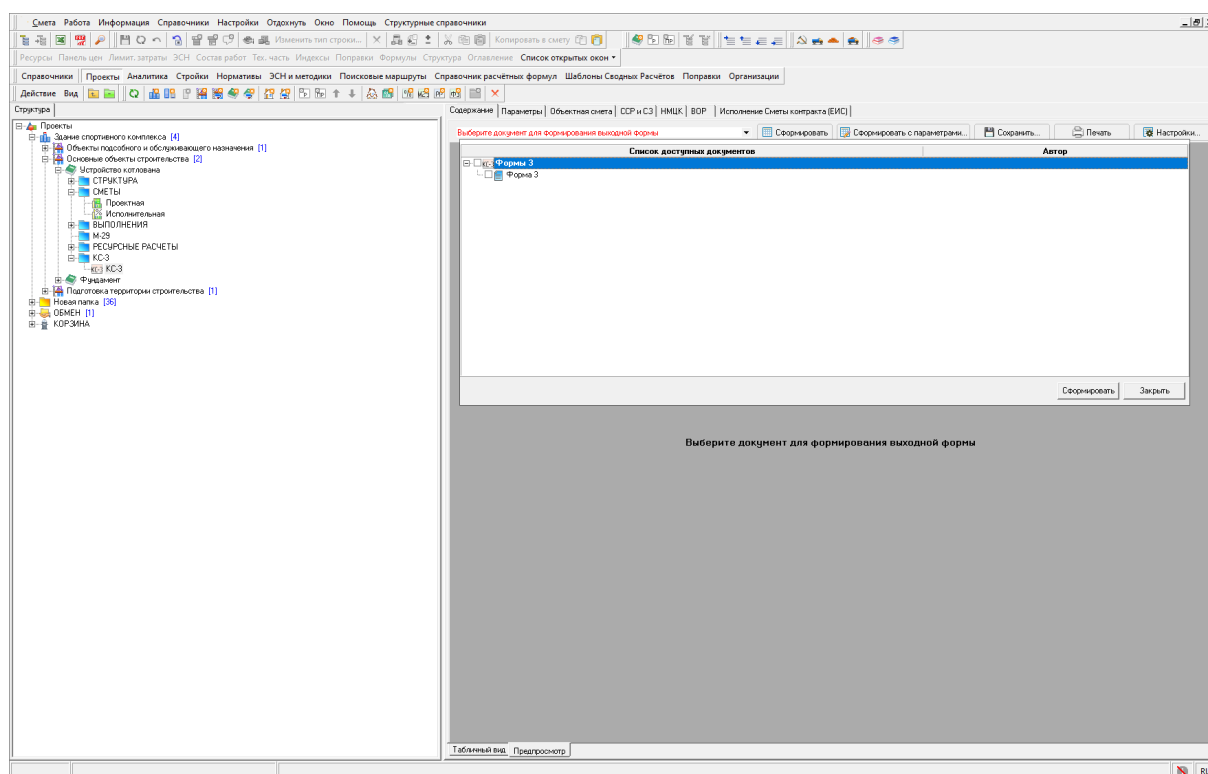 Смета Работа Информация Справочники Настройки Отдохнуть Окно Помощь Структурные справочники
Изменить тип строки... Копировать в смету
Ресурсы Панель цен Лимит. затраты ЭСН Состав работ Тех. часть Индексы Поправки Формулы Структура Оглавление Список открытых окон
Справочники Проекты Аналитика Стройки Нормативы ЭСН и методики Поисковые маршруты Справочник расчётных формул Шаблоны Сводных Расчётов Поправки Организации
Действие Вид
Структура
Проекты
Здание спортивного комплекса [4]
Объекты подсобного и обслуживающего назначения [1]
Основные объекты строительства [2]
Устройство котлована
СТРУКТУРА
СМЕТЫ
Проектная
Исполнительная
ВЫПОЛНЕНИЯ
М-29
РЕСУРСНЫЕ РАСЧЕТЫ
КС-3
КС-3
Фундамент
Подготовка территории строительства [1]
Новая папка [36]
ОБМЕН [1]
КОРЗИНА
Содержание Параметры Объектная смета ССР и СЗ НМЦК ВОР Исполнение Сметы контракта (ЕИС)
Выберите документ для формирования выходной формы Сформировать Сформировать с параметрами... Сохранить... Печать Настройки...
Список доступных документов Автор
Формы 3
Форма 3
Сформировать Закрыть
Выберите документ для формирования выходной формы
Табличный вид Предпросмотр